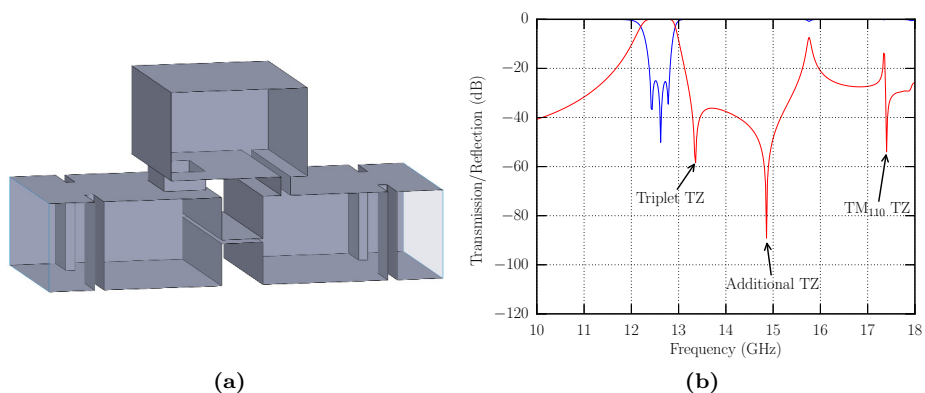 0
−20
−40
−60
−80
−100
−120
Transmission/Reflection (dB)
Triplet TZ
Additional TZ
TM₁₁₀ TZ
10 11 12 13 14 15 16 17 18
Frequency (GHz)
(a) (b)